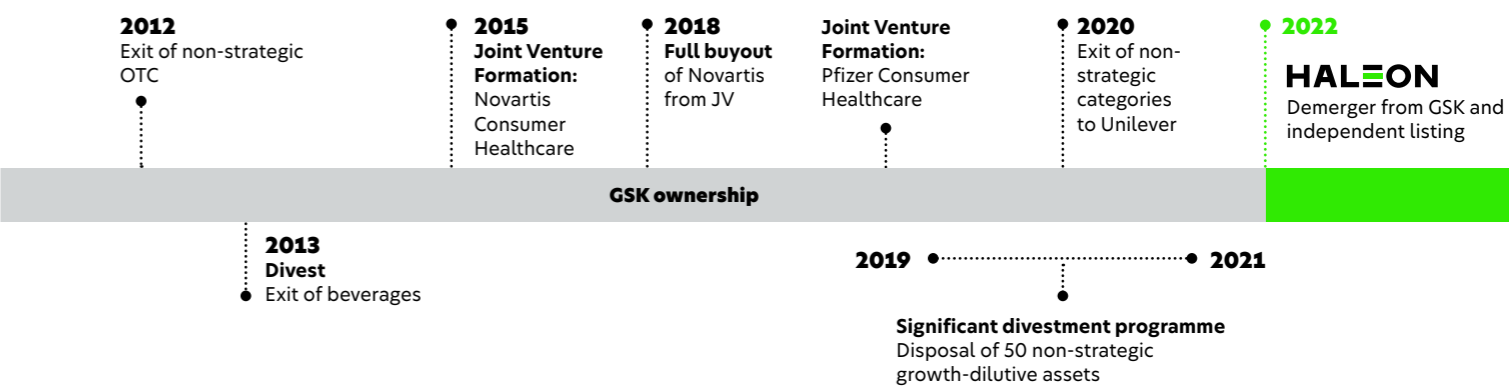 2012
Exit of non-strategic
OTC
2015
Joint Venture
Formation:
Novartis
Consumer
Healthcare
2018
Full buyout
of Novartis
from JV
Joint Venture
Formation:
Pfizer Consumer
Healthcare
2020
Exit of non-
strategic
categories
to Unilever
2022
HALEON
Demerger from GSK and
independent listing
GSK ownership
2013
Divest
Exit of beverages
2019
2021
Significant divestment programme
Disposal of 50 non-strategic
growth-dilutive assets